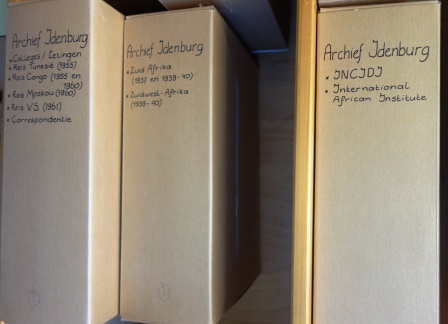 Archief Idenburg
• Colleges / Lezingen
• Reis Tunesië (1955)
• Reis Congo (1955 en
1960)
• Reis Moskou (1960)
• Reis V.S. (1961)
• Correspondentie
Archief Idenburg
• Zuid Afrika
(1937 en 1939-40)
• Zuidwest-Afrika
(1939-40)
Archief Idenburg
• INCIDI
• International
African Institute